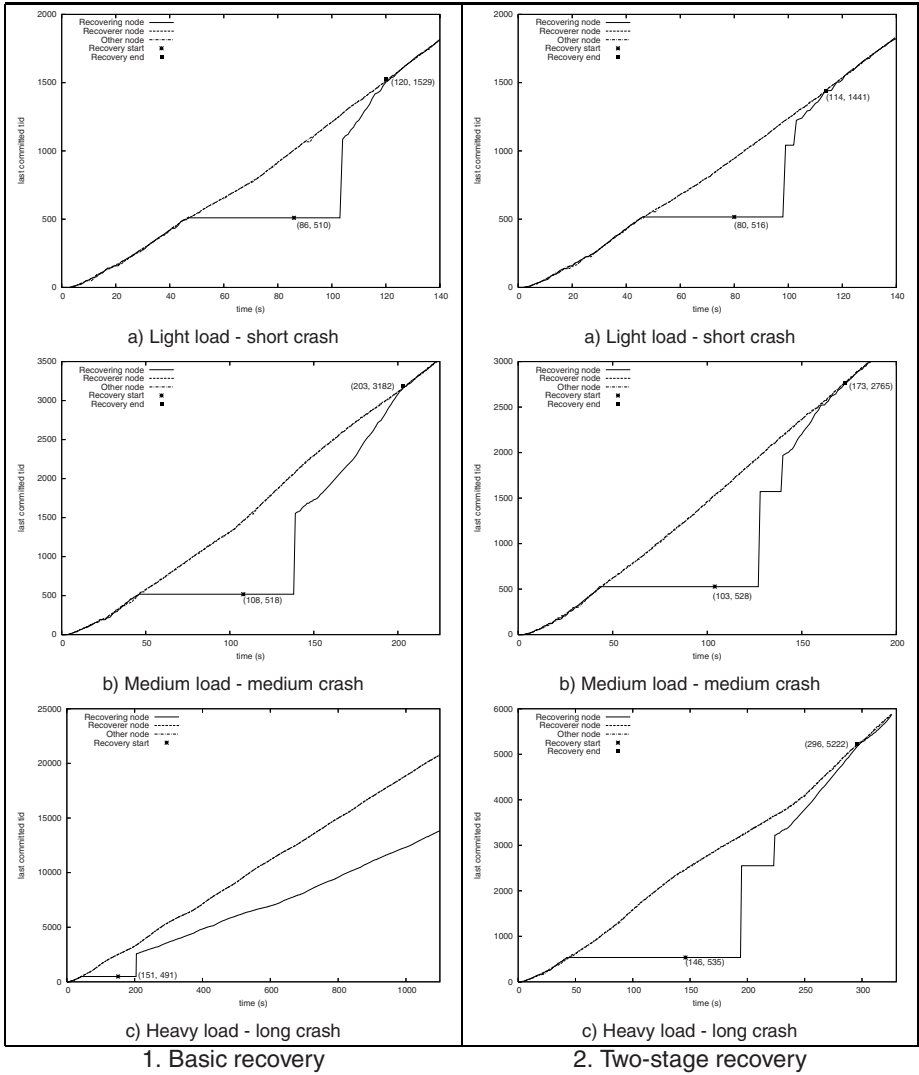 Recovering node
Recoverer node
Other node
Recovery start
Recovery end
2000
1500
1000
500
0
last committed tid
(120, 1529)
(86, 510)
0 20 40 60 80 100 120 140
time (s)
a) Light load - short crash
Recovering node
Recoverer node
Other node
Recovery start
Recovery end
2000
1500
1000
500
0
last committed tid
(114, 1441)
(80, 516)
0 20 40 60 80 100 120 140
time (s)
a) Light load - short crash
Recovering node
Recoverer node
Other node
Recovery start
Recovery end
3500
3000
2500
2000
1500
1000
500
0
last committed tid
(203, 3182)
(108, 518)
0 50 100 150 200
time (s)
b) Medium load - medium crash
Recovering node
Recoverer node
Other node
Recovery start
Recovery end
3500
3000
2500
2000
1500
1000
500
0
last committed tid
(173, 2765)
(103, 528)
0 50 100 150 200
time (s)
b) Medium load - medium crash
Recovering node
Recoverer node
Other node
Recovery start
25000
20000
15000
10000
5000
0
last committed tid
(151, 491)
0 200 400 600 800 1000
time (s)
c) Heavy load - long crash
Recovering node
Recoverer node
Other node
Recovery start
Recovery end
6000
5000
4000
3000
2000
1000
0
last committed tid
(296, 5222)
(146, 535)
0 50 100 150 200 250 300
time (s)
c) Heavy load - long crash
1. Basic recovery
2. Two-stage recovery